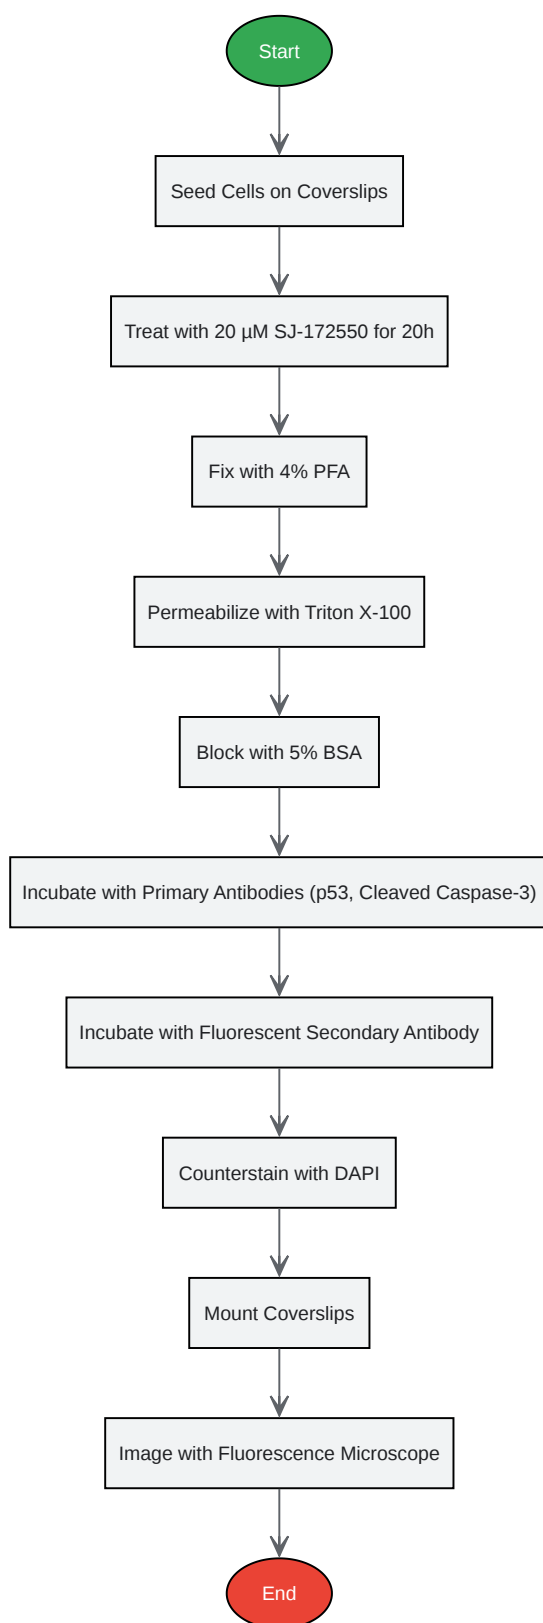 Start
Seed Cells on Coverslips
Treat with 20 µM SJ-172550 for 20h
Fix with 4% PFA
Permeabilize with Triton X-100
Block with 5% BSA
Incubate with Primary Antibodies (p53, Cleaved Caspase-3)
Incubate with Fluorescent Secondary Antibody
Counterstain with DAPI
Mount Coverslips
Image with Fluorescence Microscope
End